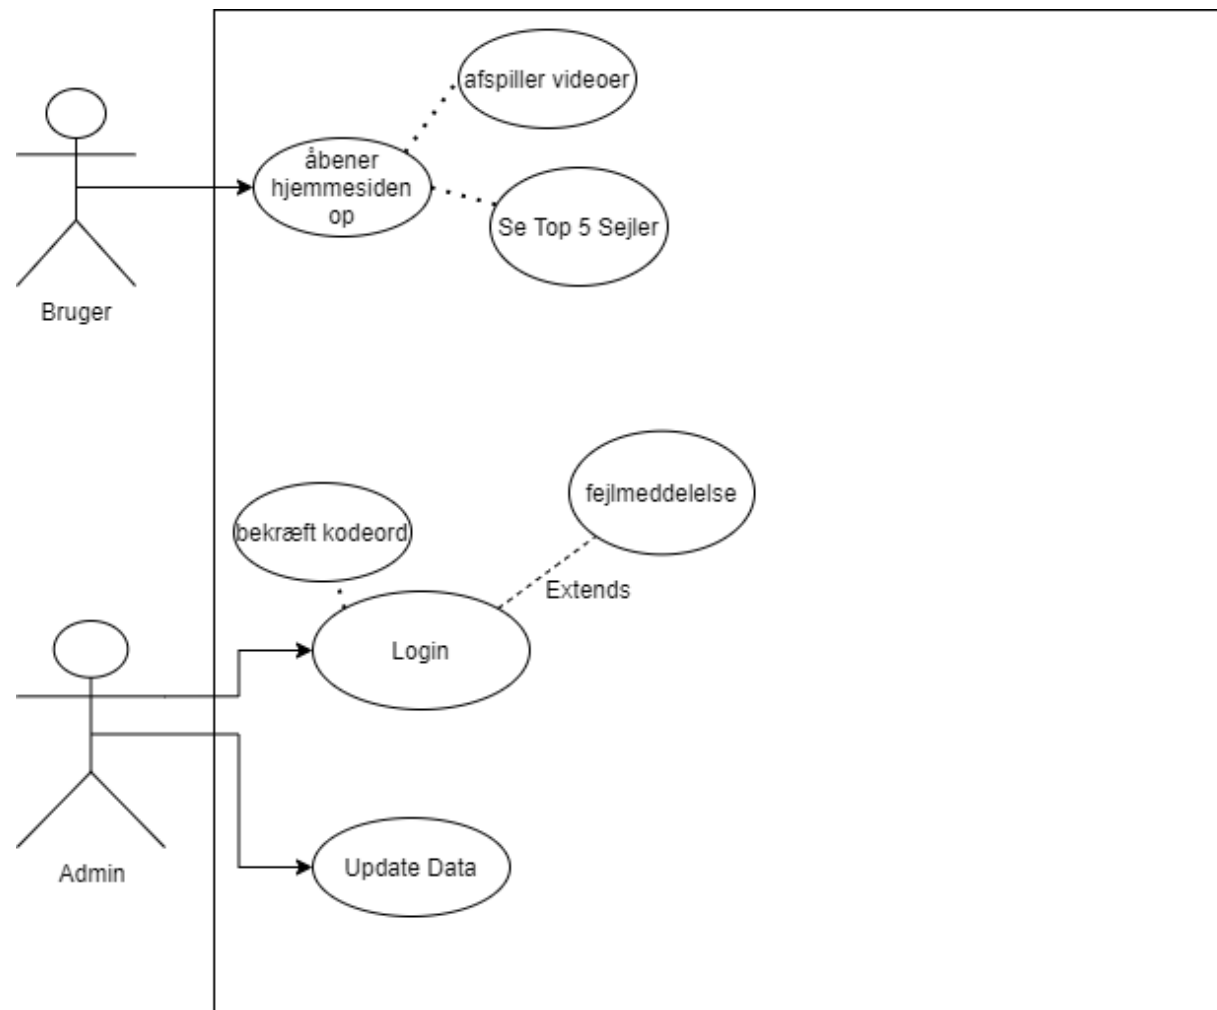 afspiller videoer
åbener
hjemmesiden
op
Se Top 5 Sejler
Bruger
fejlmeddelelse
bekræft kodeord
Extends
Login
Update Data
Admin